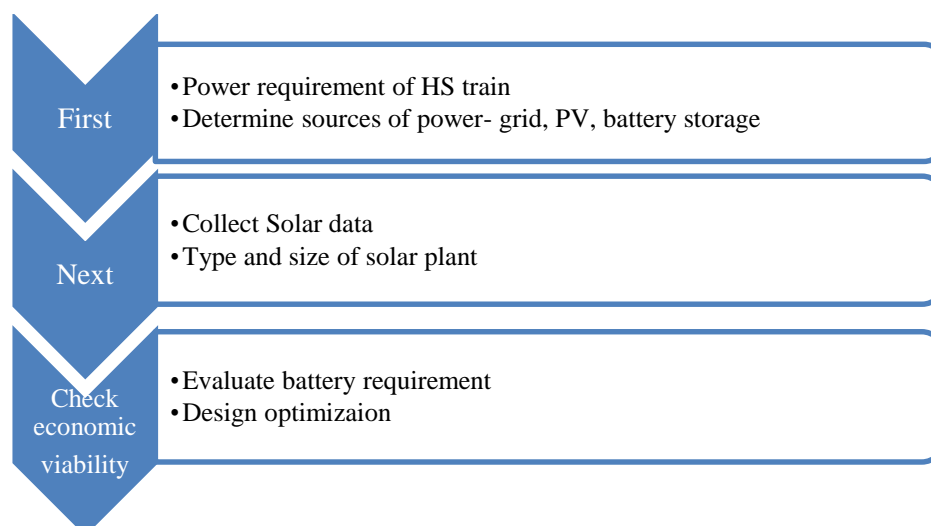 First
•Power requirement of HS train
•Determine sources of power- grid, PV, battery storage
Next
•Collect Solar data
•Type and size of solar plant
Check
economic
viability
•Evaluate battery requirement
•Design optimizaion